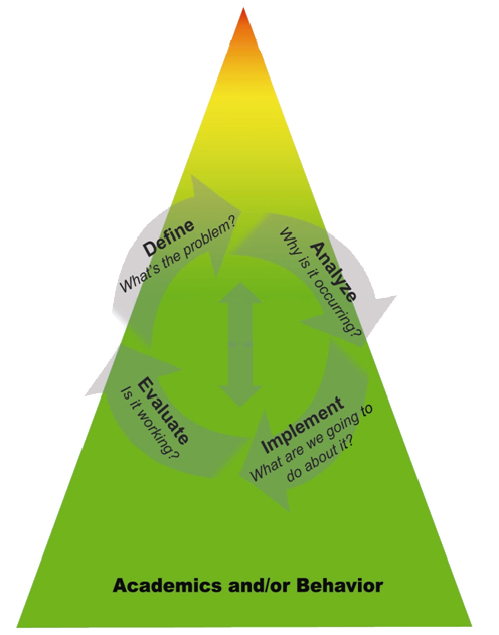 Define
What's the problem?
Analyze
Why is it occurring?
Implement
What are we going to
do about it?
Evaluate
Is it working?
Academics and/or Behavior